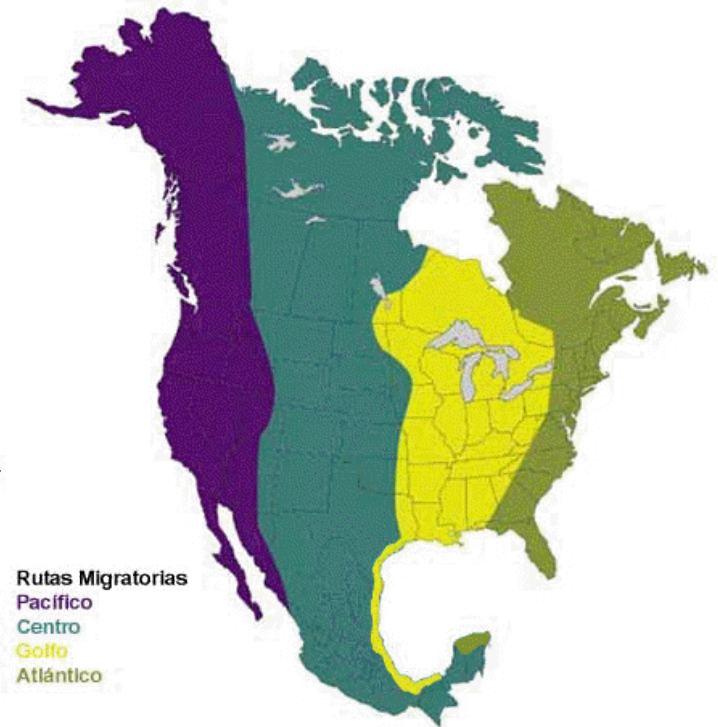 Rutas Migratorias
Pacífico
Centro
Golfo
Atlántico